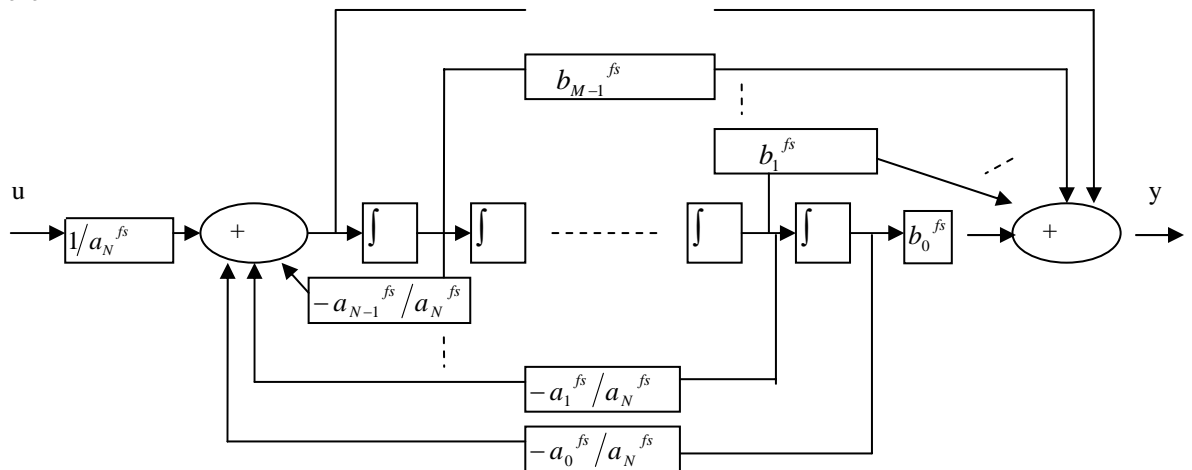 b_{M-1}^{fs}
b_1^{fs}
u
y
1/a_N^{fs}
+
∫
∫
∫
∫
b_0^{fs}
+
-a_{N-1}^{fs}/a_N^{fs}
-a_1^{fs}/a_N^{fs}
-a_0^{fs}/a_N^{fs}